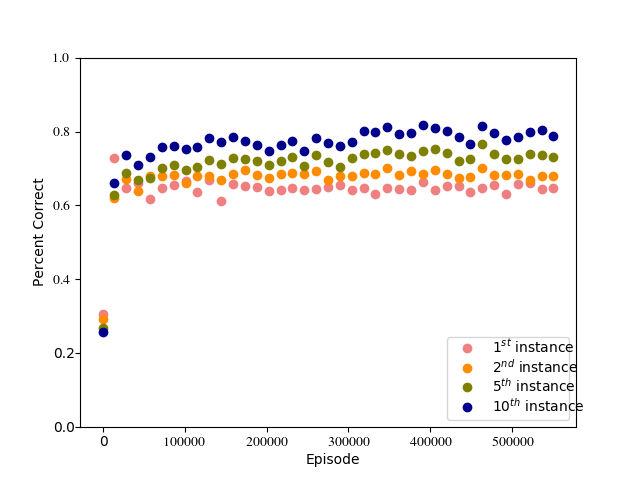 1.0
0.8
0.6
0.4
0.2
0.0
Percent Correct
1st instance
2nd instance
5th instance
10th instance
0 100000 200000 300000 400000 500000
Episode